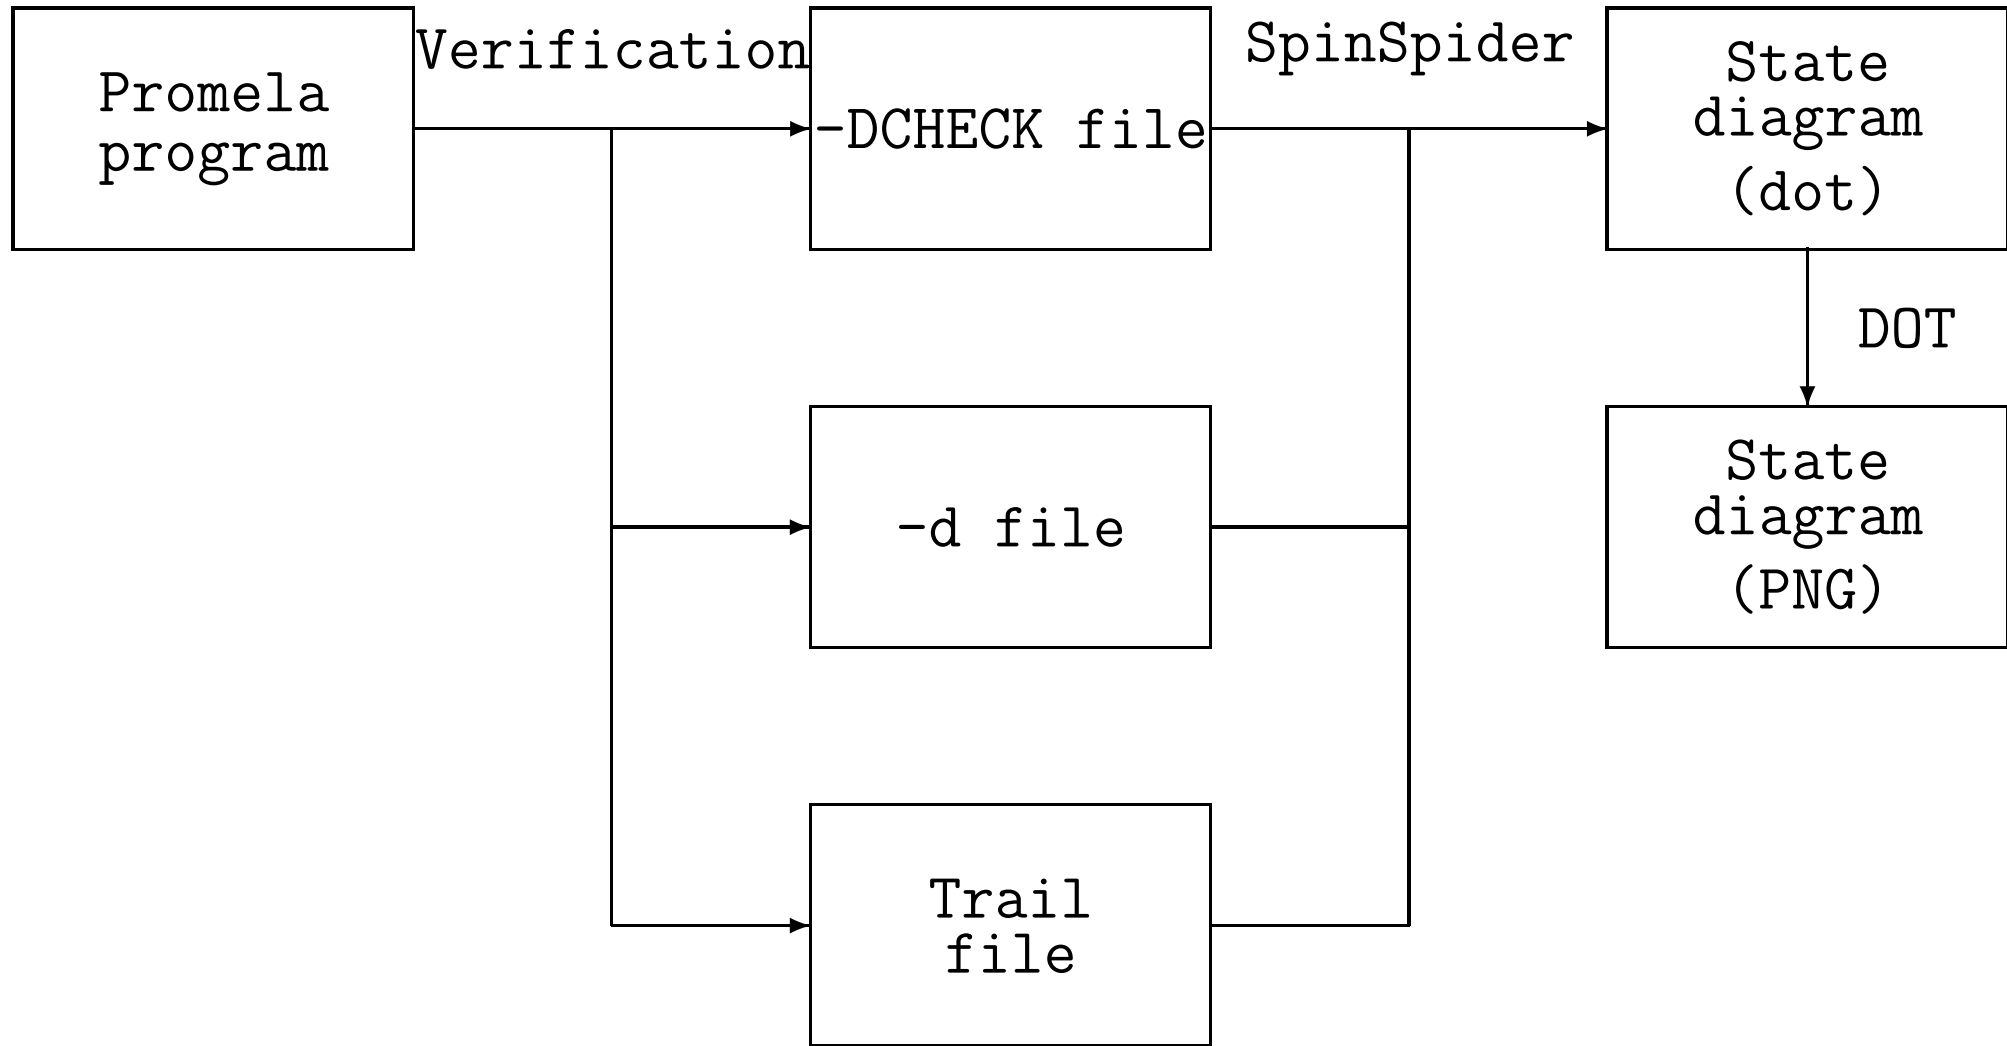 Promela
program
Verification
-DCHECK file
SpinSpider
State
diagram
(dot)
DOT
-d file
State
diagram
(PNG)
Trail
file